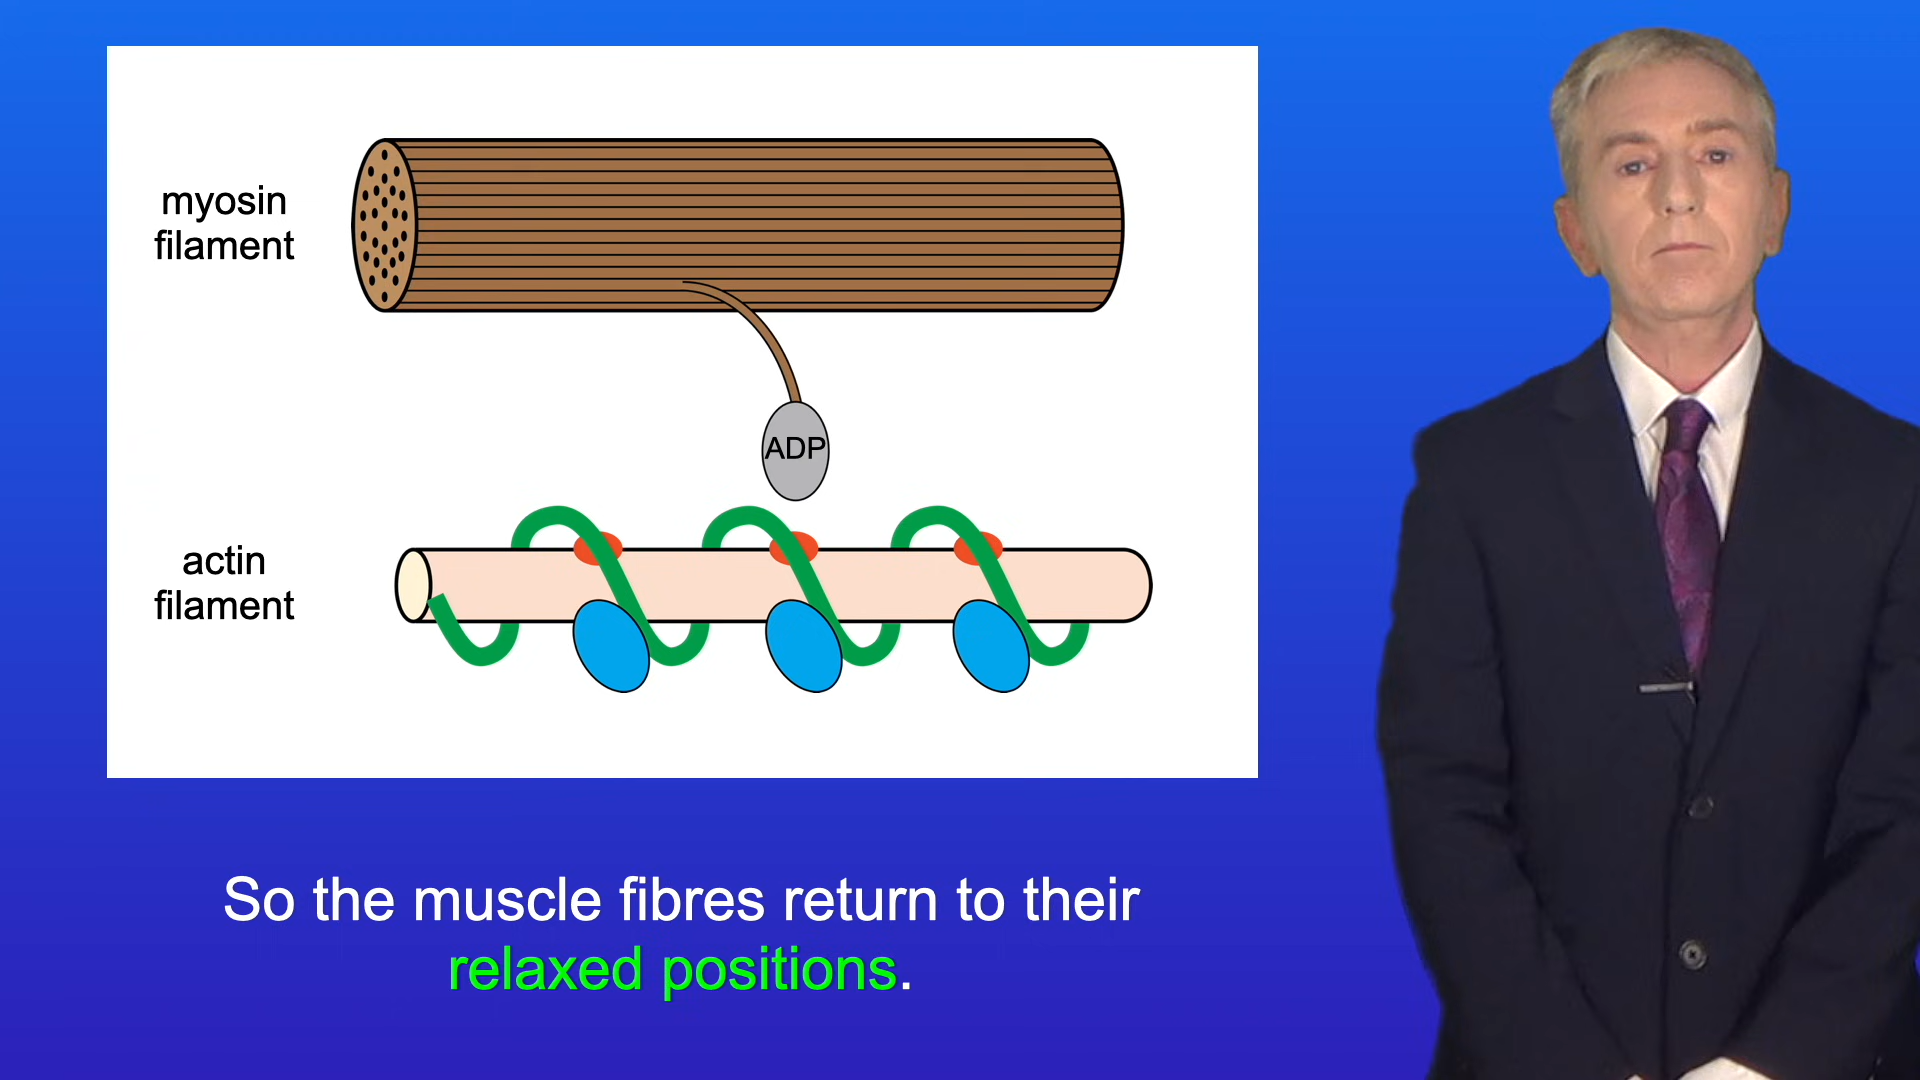 myosin
filament
ADP
actin
filament
So the muscle fibres return to their
relaxed positions.